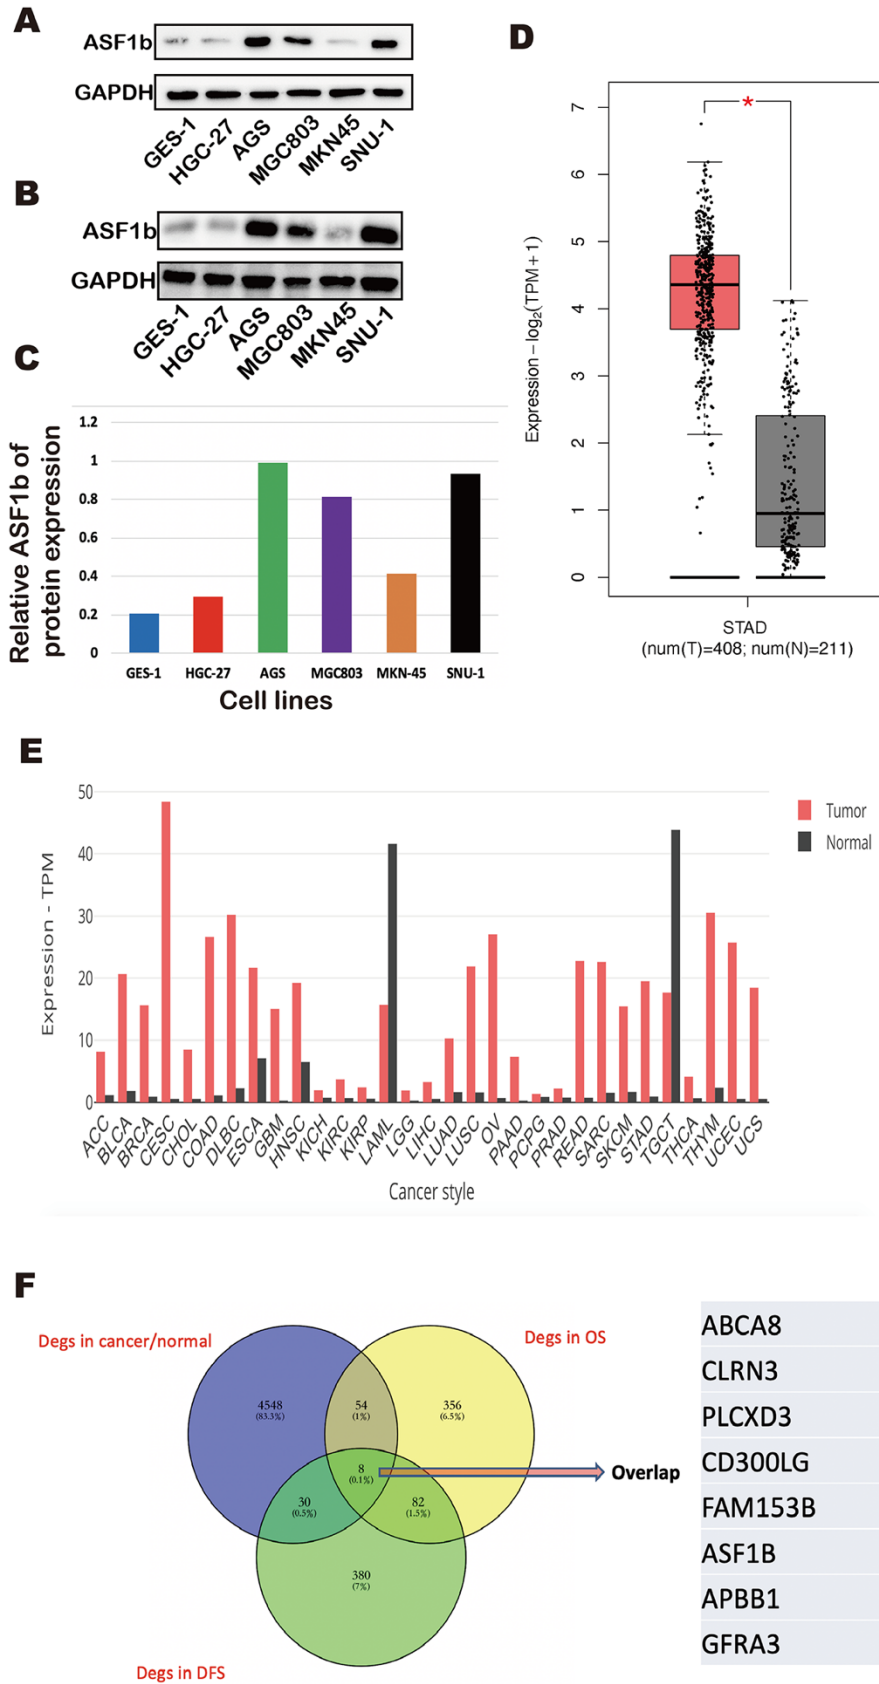 A
ASF1b
GAPDH
GES-1
HGC-27
AGS
MGC803
MKN45
SNU-1
B
ASF1b
GAPDH
GES-1
HGC-27
AGS
MGC803
MKN45
SNU-1
C
Relative ASF1b of
protein expression
1.2
1
0.8
0.6
0.4
0.2
0
GES-1
HGC-27
AGS
MGC803
MKN-45
SNU-1
Cell lines
D
*
Expression – log₂(TPM + 1)
7
6
5
4
3
2
1
0
STAD
(num(T)=408; num(N)=211)
E
Expression - TPM
50
40
30
20
10
0
Tumor
Normal
ACC
BLCA
BRCA
CESC
CHOL
COAD
DLBC
ESCA
GBM
HNSC
KICH
KIRC
KIRP
LAML
LGG
LIHC
LUAD
LUSC
OV
PAAD
PCPG
PRAD
READ
SARC
SKCM
STAD
TGCT
THCA
THYM
UCEC
UCS
Cancer style
F
Degs in cancer/normal
Degs in OS
4548
(83.3%)
54
(1%)
356
(6.5%)
8
(0.1%)
Overlap
30
(0.5%)
82
(1.5%)
380
(7%)
Degs in DFS
ABCA8
CLRN3
PLCXD3
CD300LG
FAM153B
ASF1B
APBB1
GFRA3